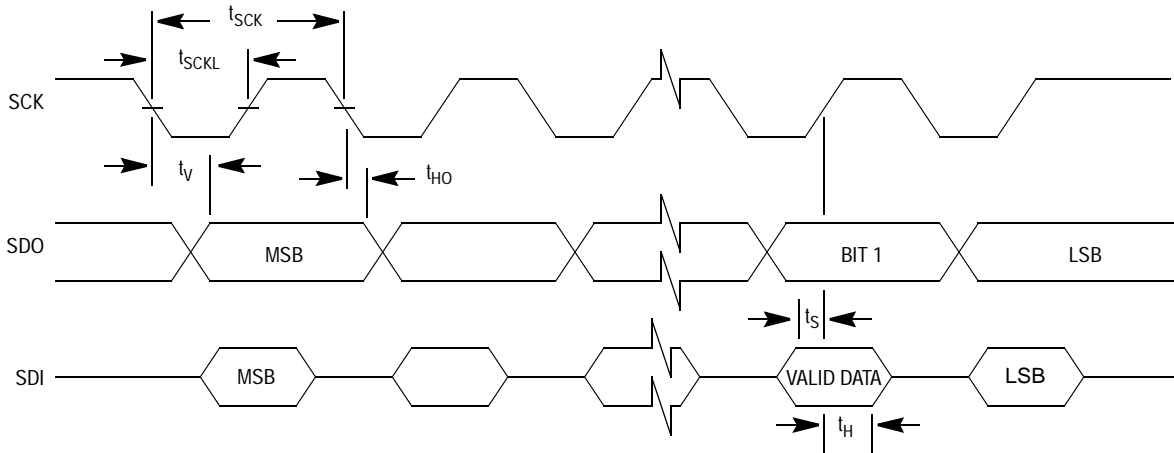 tSCK
tSCKL
SCK
tV
tHO
SDO
MSB
BIT 1
LSB
tS
SDI
MSB
VALID DATA
LSB
tH